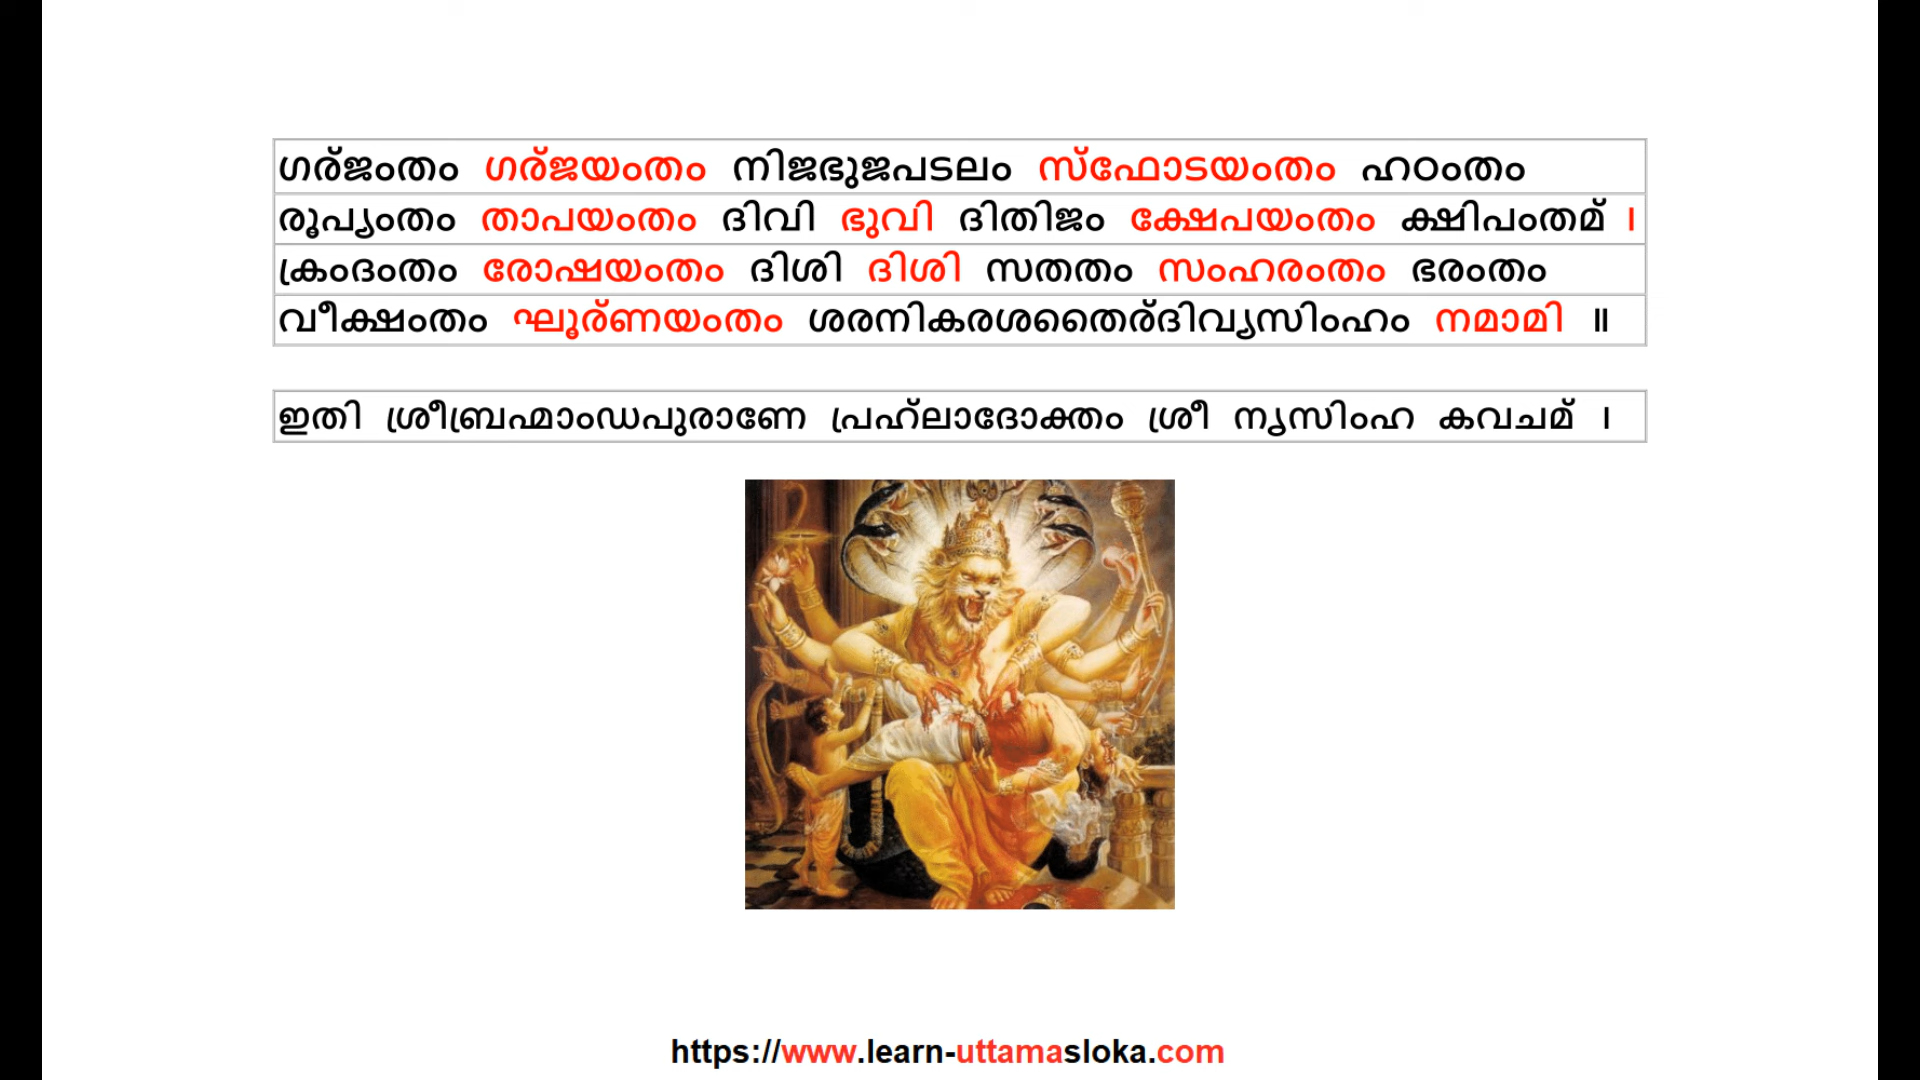 ഗര്ജംതം ഗര്ജയംതം നിജഭുജപടലം സ്ഫോടയംതം ഹഠംതം
രൂപ്യംതം താപയംതം ദിവി ഭുവി ദിതിജം ക്ഷേപയംതം ക്ഷിപംതമ് ।
ക്രംദംതം രോഷയംതം ദിശി ദിശി സതതം സംഹരംതം ഭരംതം
വീക്ഷംതം ഘൂര്ണയംതം ശരനികരശതൈര്ദിവ്യസിംഹം നമാമി ॥
ഇതി ശ്രീബ്രഹ്മാംഡപുരാണേ പ്രഹ്ലാദോക്തം ശ്രീ നൃസിംഹ കവചമ് ।
https://www.learn-uttamasloka.com